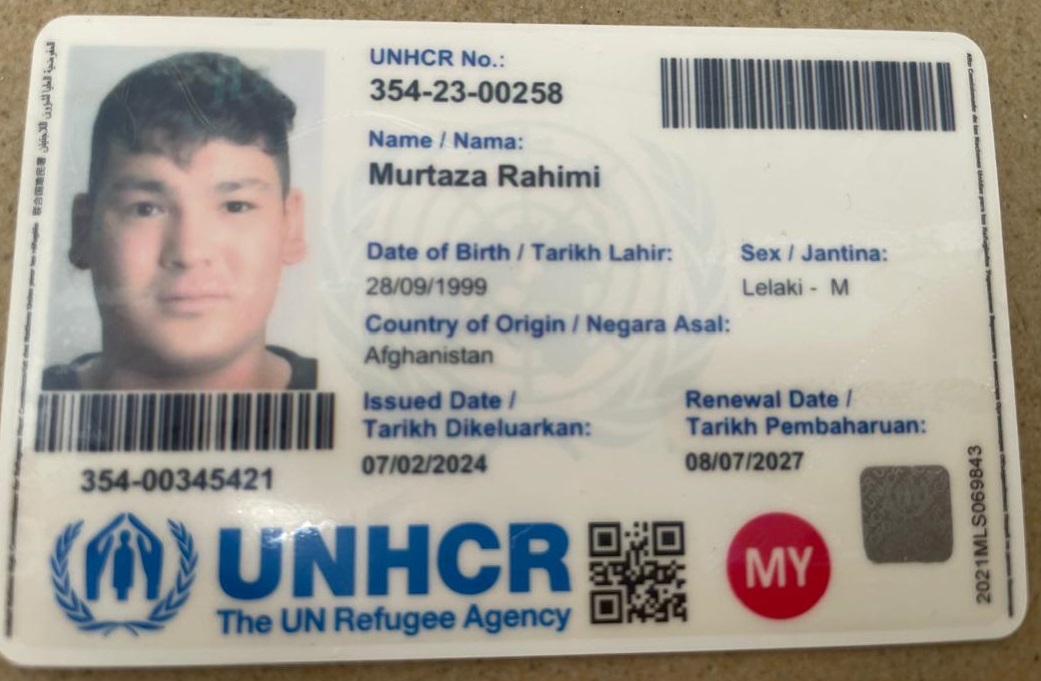 UNHCR No.:
354-23-00258
Name / Nama:
Murtaza Rahimi
Date of Birth / Tarikh Lahir:
Sex / Jantina:
28/09/1999
Lelaki - M
Country of Origin / Negara Asal:
Afghanistan
Issued Date /
Tarikh Dikeluarkan:
Renewal Date /
Tarikh Pembaharuan:
07/02/2024
08/07/2027
354-00345421
UNHCR
The UN Refugee Agency
MY
2021MLS069843